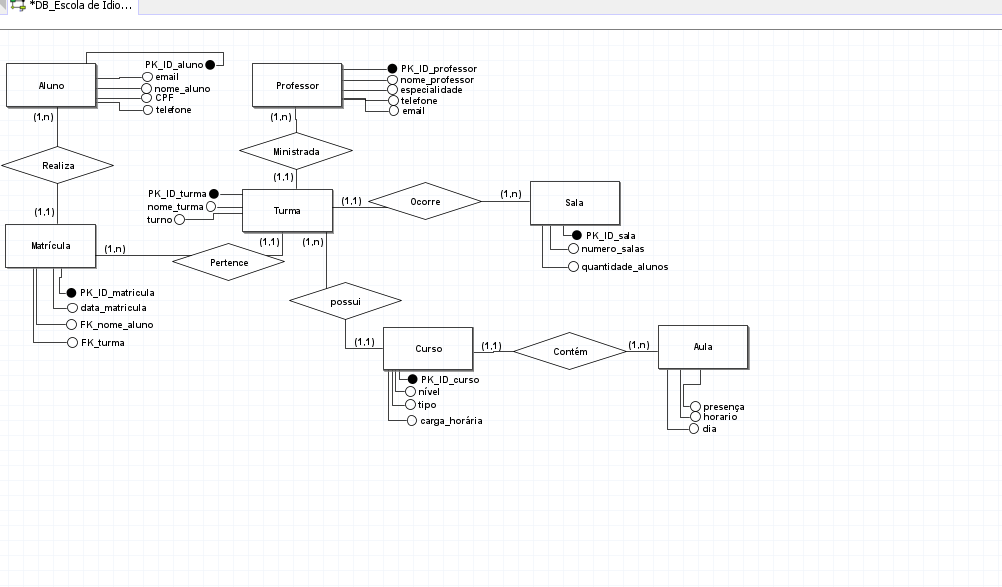 *DB_Escola de Idio...
PK_ID_aluno
email
nome_aluno
CPF
telefone
Aluno
(1,n)
Realiza
(1,1)
Matrícula
(1,n)
PK_ID_matricula
data_matricula
FK_nome_aluno
FK_turma
Professor
PK_ID_professor
nome_professor
especialidade
telefone
email
(1,n)
Ministrada
(1,1)
PK_ID_turma
nome_turma
turno
Turma
(1,1)
Ocorre
(1,n)
Sala
PK_ID_sala
numero_salas
quantidade_alunos
(1,1)
(1,n)
Pertence
possui
(1,1)
Curso
PK_ID_curso
nível
tipo
carga_horária
(1,1)
Contém
(1,n)
Aula
presença
horario
dia